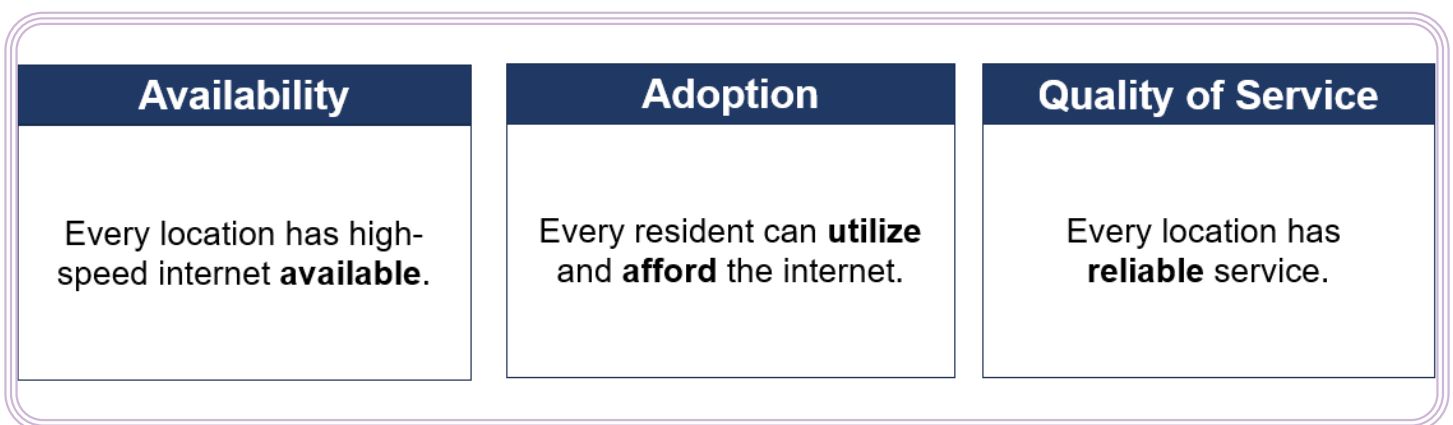 Availability
Every location has high-
speed internet available.
Adoption
Every resident can utilize
and afford the internet.
Quality of Service
Every location has
reliable service.